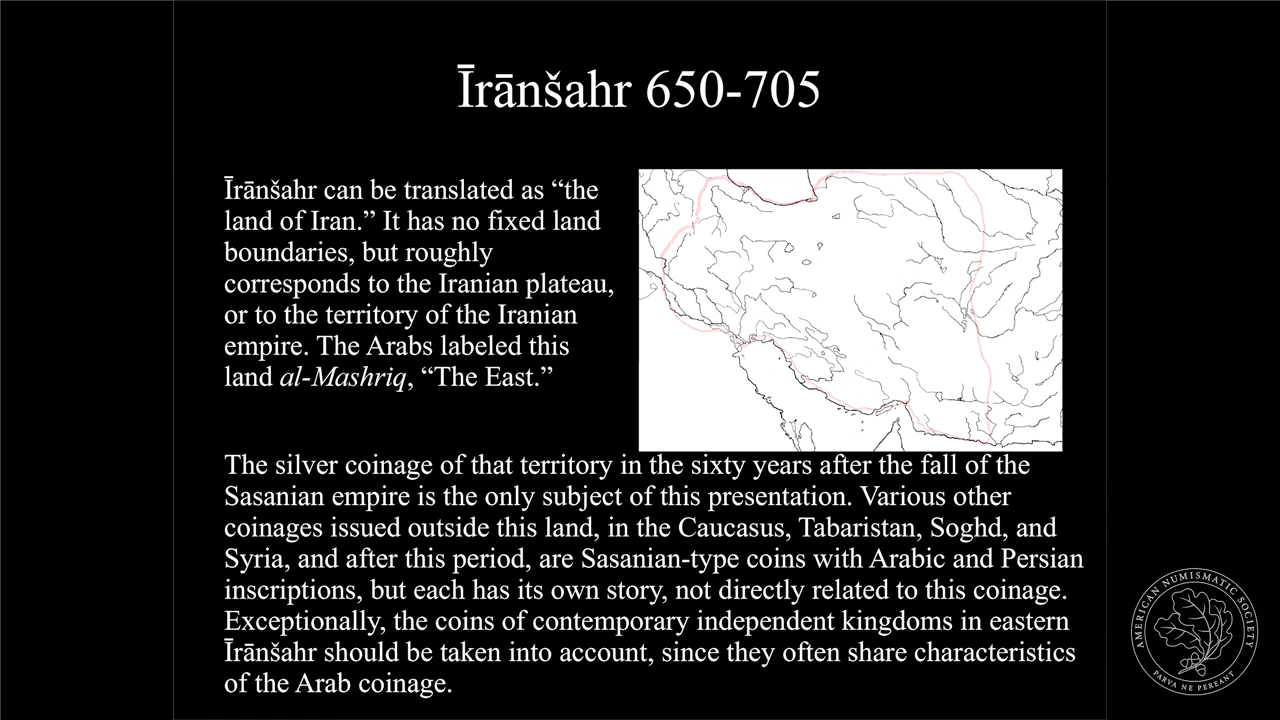 Īrānšahr 650-705
Īrānšahr can be translated as “the
land of Iran.” It has no fixed land
boundaries, but roughly
corresponds to the Iranian plateau,
or to the territory of the Iranian
empire. The Arabs labeled this
land al-Mashriq, “The East.”
The silver coinage of that territory in the sixty years after the fall of the
Sasanian empire is the only subject of this presentation. Various other
coinages issued outside this land, in the Caucasus, Tabaristan, Soghd, and
Syria, and after this period, are Sasanian-type coins with Arabic and Persian
inscriptions, but each has its own story, not directly related to this coinage.
Exceptionally, the coins of contemporary independent kingdoms in eastern
Īrānšahr should be taken into account, since they often share characteristics
of the Arab coinage.
AMERICAN NUMISMATIC SOCIETY
PARVA NE PEREANT